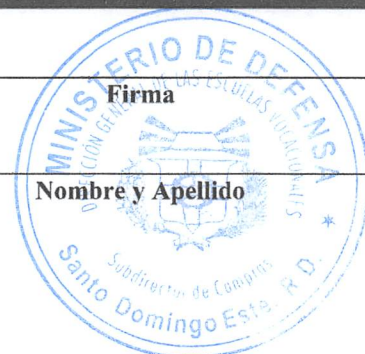 Firma
Nombre y Apellido
MINISTERIO DE DEFENSA
DIRECCIÓN GENERAL DE LAS ESCUELAS VOCACIONALES
Subdirector de Compras
Santo Domingo Este, R.D.